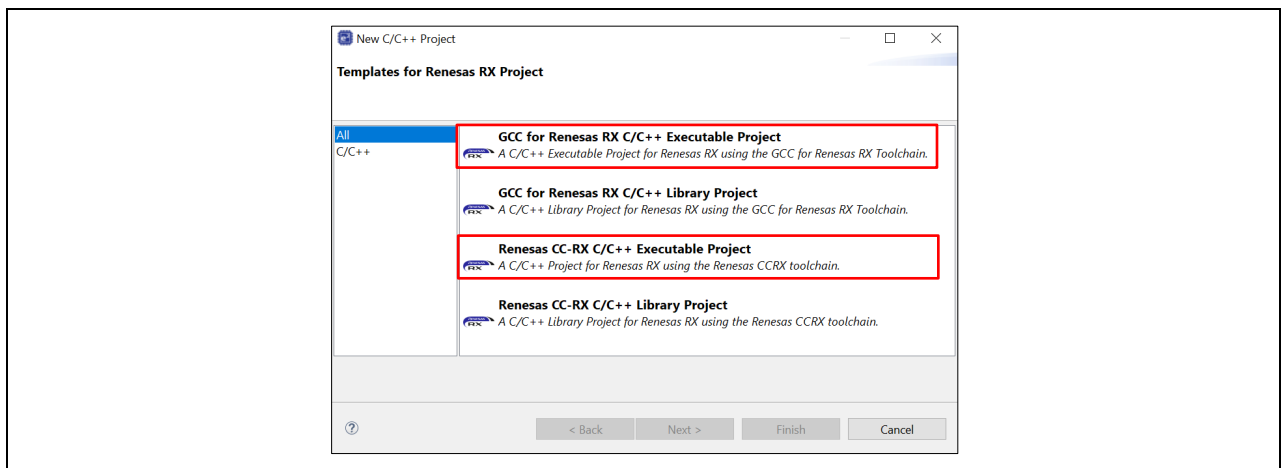 New C/C++ Project
Templates for Renesas RX Project
All
C/C++
GCC for Renesas RX C/C++ Executable Project
A C/C++ Executable Project for Renesas RX using the GCC for Renesas RX Toolchain.
GCC for Renesas RX C/C++ Library Project
A C/C++ Library Project for Renesas RX using the GCC for Renesas RX Toolchain.
Renesas CC-RX C/C++ Executable Project
A C/C++ Project for Renesas RX using the Renesas CCRX toolchain.
Renesas CC-RX C/C++ Library Project
A C/C++ Library Project for Renesas RX using the Renesas CCRX toolchain.
< Back
Next >
Finish
Cancel